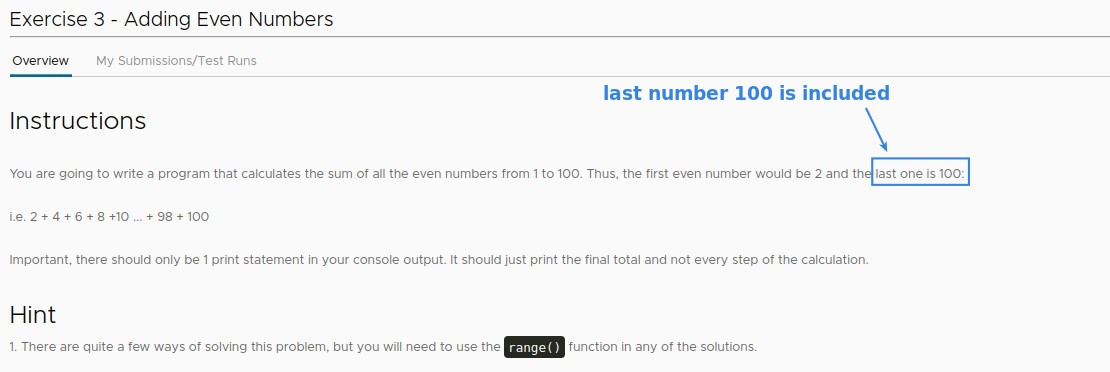 Exercise 3 - Adding Even Numbers
Overview My Submissions/Test Runs
last number 100 is included
Instructions
You are going to write a program that calculates the sum of all the even numbers from 1 to 100. Thus, the first even number would be 2 and the last one is 100:
i.e. 2 + 4 + 6 + 8 +10 ... + 98 + 100
Important, there should only be 1 print statement in your console output. It should just print the final total and not every step of the calculation.
Hint
1. There are quite a few ways of solving this problem, but you will need to use the range() function in any of the solutions.